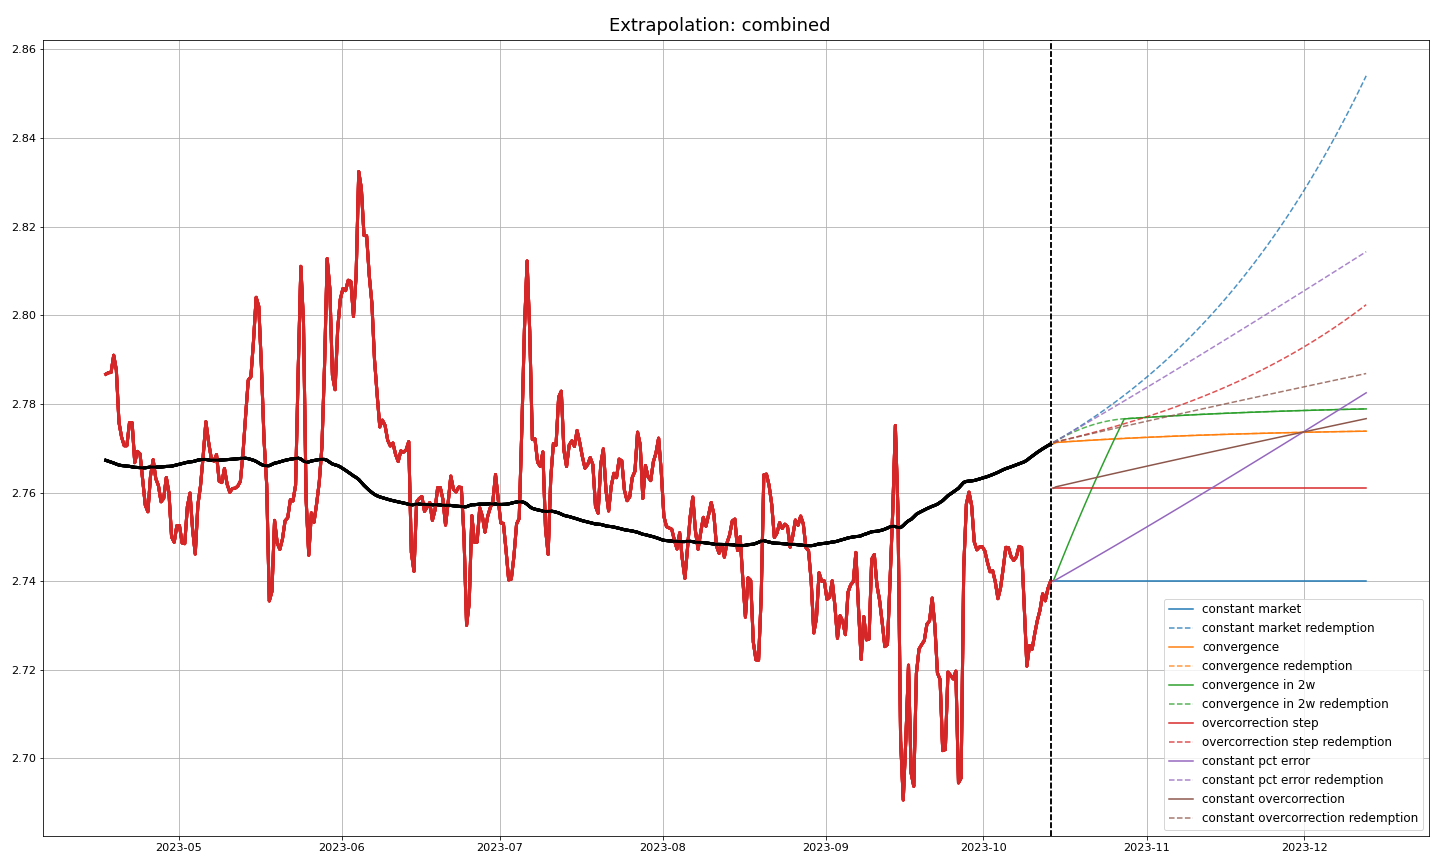 Extrapolation: combined
2.86
2.84
2.82
2.80
2.78
2.76
2.74
2.72
2.70
2023-05
2023-06
2023-07
2023-08
2023-09
2023-10
2023-11
2023-12
constant market
constant market redemption
convergence
convergence redemption
convergence in 2w
convergence in 2w redemption
overcorrection step
overcorrection step redemption
constant pct error
constant pct error redemption
constant overcorrection
constant overcorrection redemption